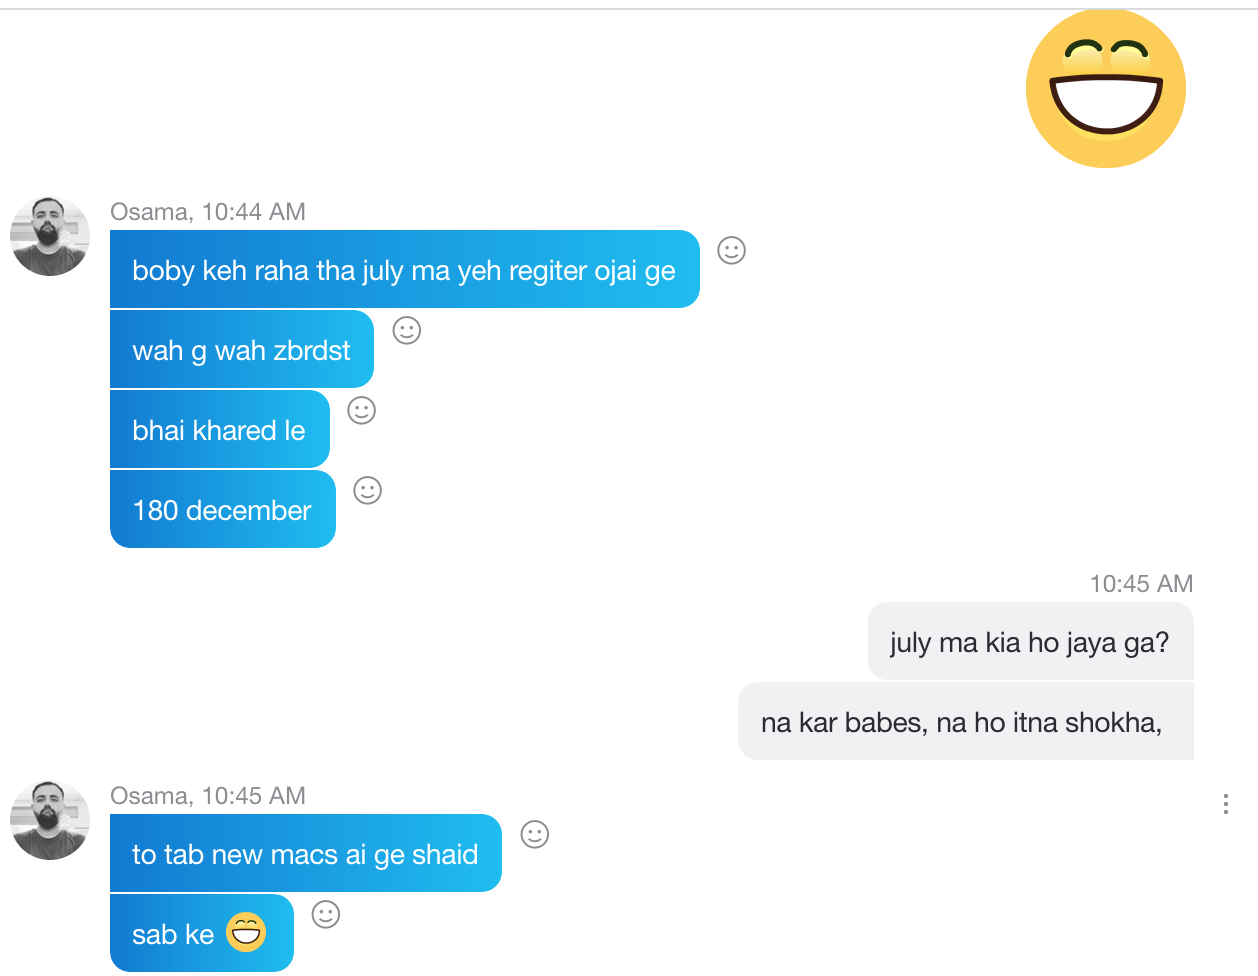 Osama, 10:44 AM
boby keh raha tha july ma yeh regiter ojai ge
wah g wah zbrdst
bhai khared le
180 december
10:45 AM
july ma kia ho jaya ga?
na kar babes, na ho itna shokha,
Osama, 10:45 AM
to tab new macs ai ge shaid
sab ke 😄